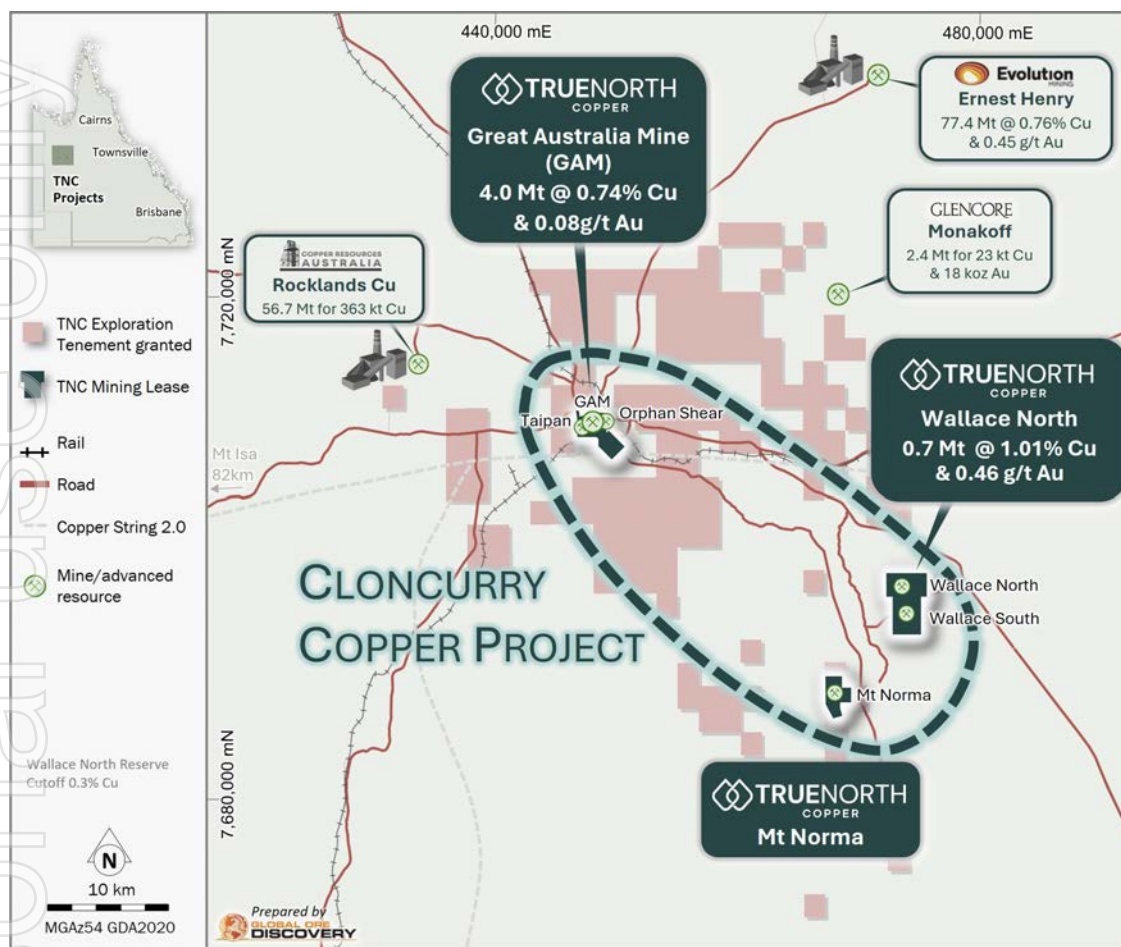 440,000 mE
480,000 mE
Cairns
Townsville
TNC
Projects
Brisbane
TNC Exploration
Tenement granted
TNC Mining Lease
Rail
Road
Copper String 2.0
Mine/advanced
resource
Wallace North Reserve
Cutoff 0.3% Cu
N
10 km
MGAz54 GDA2020
7,720,000 mN
7,680,000 mN
TRUENORTH
COPPER
Great Australia Mine
(GAM)
4.0 Mt @ 0.74% Cu
& 0.08g/t Au
Evolution
MINING
Ernest Henry
77.4 Mt @ 0.76% Cu
& 0.45 g/t Au
GLENCORE
Monakoff
2.4 Mt for 23 kt Cu
& 18 koz Au
COPPER RESOURCES
AUSTRALIA
Rocklands Cu
56.7 Mt for 363 kt Cu
TRUENORTH
COPPER
Wallace North
0.7 Mt @ 1.01% Cu
& 0.46 g/t Au
GAM
Taipan
Orphan Shear
Mt Isa
82km
CLONCURRY
COPPER PROJECT
Wallace North
Wallace South
Mt Norma
TRUENORTH
COPPER
Mt Norma
Prepared by
GLOBAL ORE
DISCOVERY